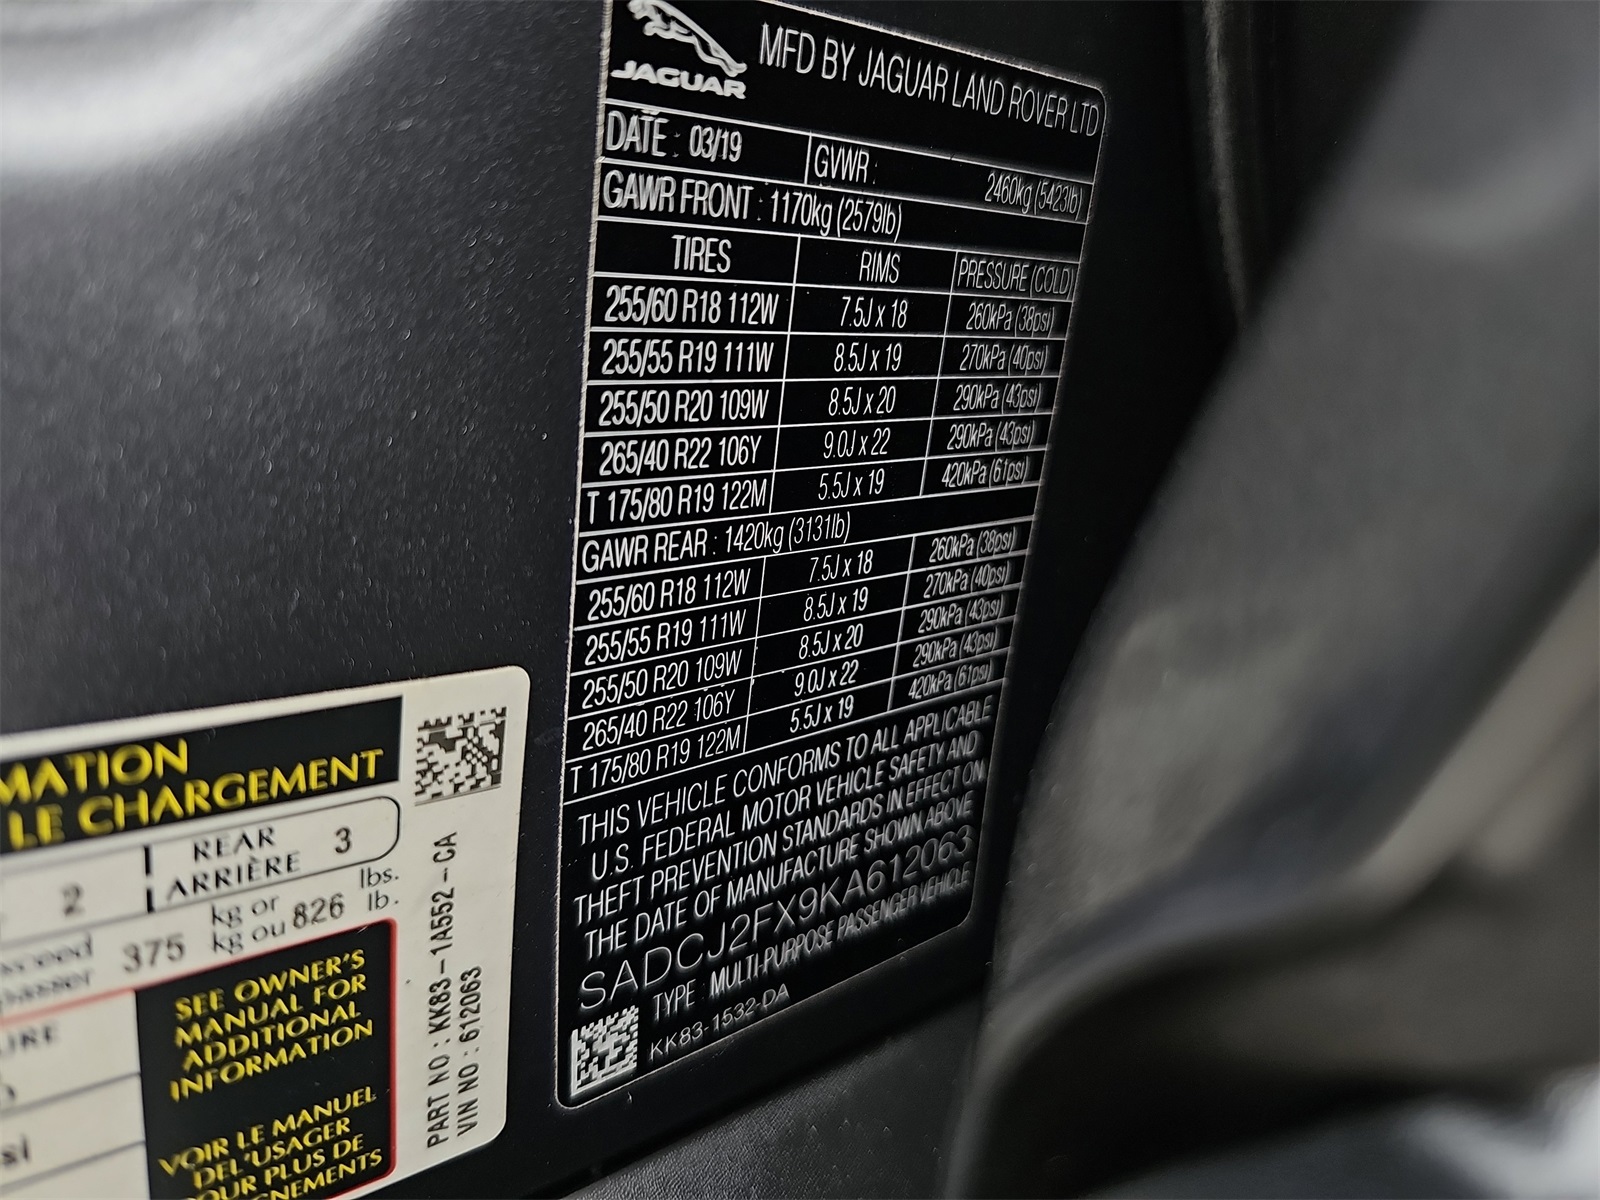 JAGUAR
MFD BY JAGUAR LAND ROVER LTD
DATE : 03/19 GVWR : 2460kg (5423lb)
GAWR FRONT : 1170kg (2579lb)
TIRES RIMS PRESSURE (COLD)
255/60 R18 112W 7.5J x 18 260kPa (38psi)
255/55 R19 111W 8.5J x 19 270kPa (40psi)
255/50 R20 109W 8.5J x 20 290kPa (43psi)
265/40 R22 106Y 9.0J x 22 290kPa (43psi)
T 175/80 R19 122M 5.5J x 19 420kPa (61psi)
GAWR REAR : 1420kg (3131lb)
255/60 R18 112W 7.5J x 18 260kPa (38psi)
255/55 R19 111W 8.5J x 19 270kPa (40psi)
255/50 R20 109W 8.5J x 20 290kPa (43psi)
265/40 R22 106Y 9.0J x 22 290kPa (43psi)
T 175/80 R19 122M 5.5J x 19 420kPa (61psi)
THIS VEHICLE CONFORMS TO ALL APPLICABLE
U.S. FEDERAL MOTOR VEHICLE SAFETY AND
THEFT PREVENTION STANDARDS IN EFFECT ON
THE DATE OF MANUFACTURE SHOWN ABOVE
SADCJ2FX9KA612063
TYPE : MULTI-PURPOSE PASSENGER VEHICLE
KK83-1532-DA
MATION
LE CHARGEMENT
2 REAR 3
ARRIÈRE
375 kg or 826 lbs.
kg ou lb.
SEE OWNER'S
MANUAL FOR
ADDITIONAL
INFORMATION
VOIR LE MANUEL
DEL'USAGER
POUR PLUS DE
GNEMENTS
PART NO : KK83-1A552-CA
VIN NO : 612063